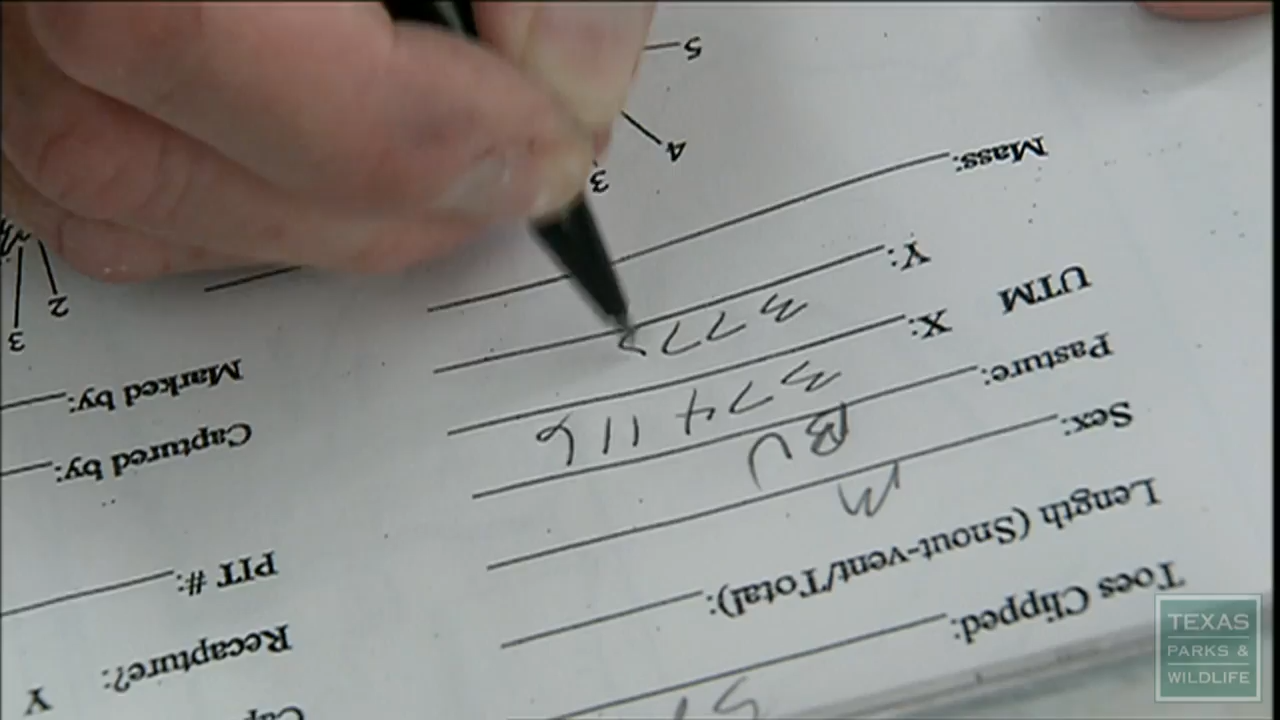 Toes Clipped:
Length (Snout-vent/Total):
Sex: M
Pasture: BU
UTM X: 374116
Y: 377
Mass:
3
4
5
Recapture?: Y
PIT #:
Captured by:
Marked by:
2
3
TEXAS
PARKS &
WILDLIFE